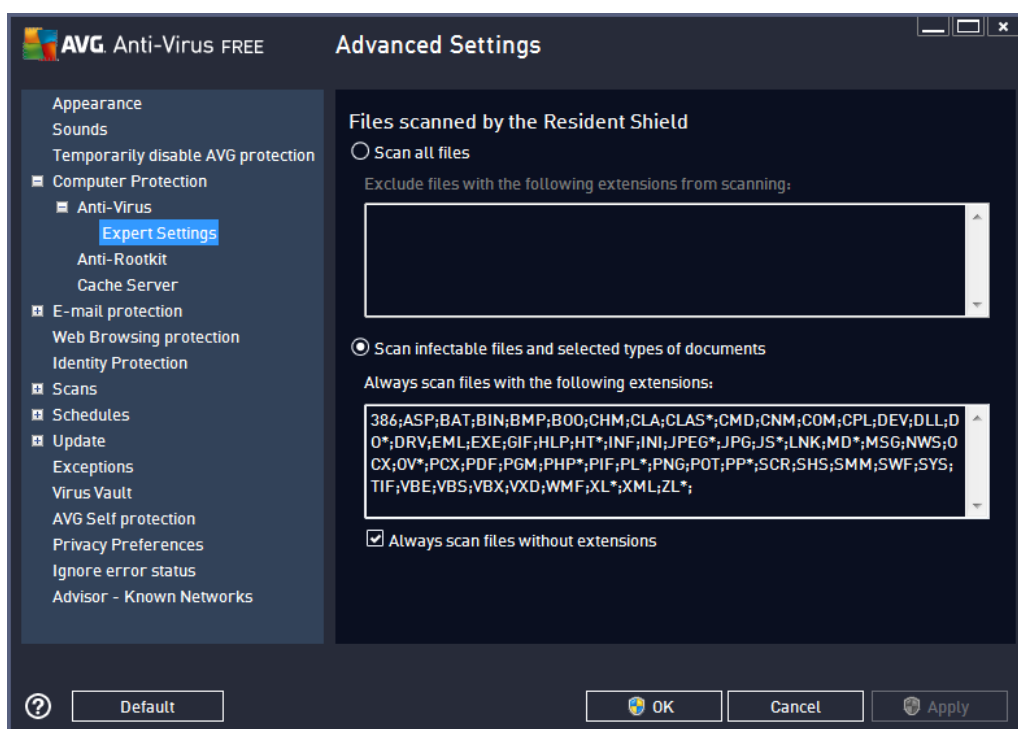 AVG. Anti-Virus FREE
Advanced Settings
Appearance
Sounds
Temporarily disable AVG protection
Computer Protection
Anti-Virus
Expert Settings
Anti-Rootkit
Cache Server
E-mail protection
Web Browsing protection
Identity Protection
Scans
Schedules
Update
Exceptions
Virus Vault
AVG Self protection
Privacy Preferences
Ignore error status
Advisor - Known Networks
Files scanned by the Resident Shield
Scan all files
Exclude files with the following extensions from scanning:
Scan infectable files and selected types of documents
Always scan files with the following extensions:
386;ASP;BAT;BIN;BMP;BOO;CHM;CLA;CLAS*;CMD;CNM;COM;CPL;DEV;DLL;D
O*;DRV;EML;EXE;GIF;HLP;HT*;INF;INI;JPEG*;JPG;JS*;LNK;MD*;MSG;NWS;O
CX;OV*;PCX;PDF;PGM;PHP*;PIF;PL*;PNG;POT;PP*;SCR;SHS;SMM;SWF;SYS;
TIF;VBE;VBS;VBX;VXD;WMF;XL*;XML;ZL*;
Always scan files without extensions
? Default
OK
Cancel
Apply